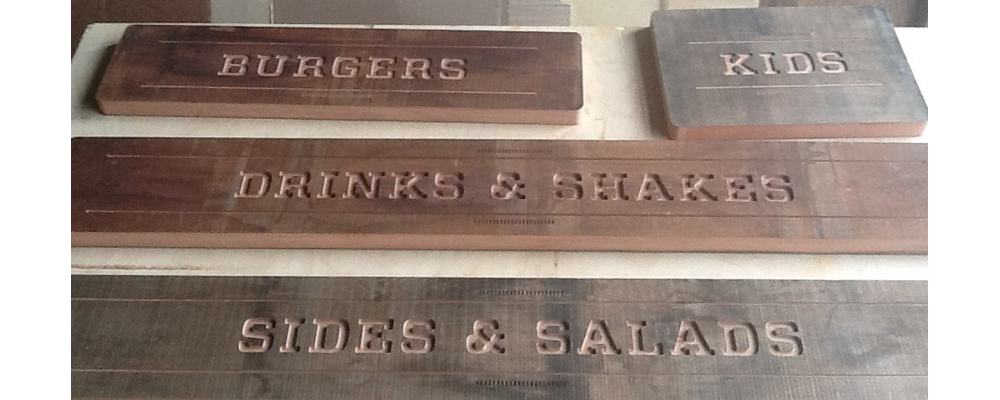 BURGERS
KIDS
DRINKS & SHAKES
SIDES & SALADS